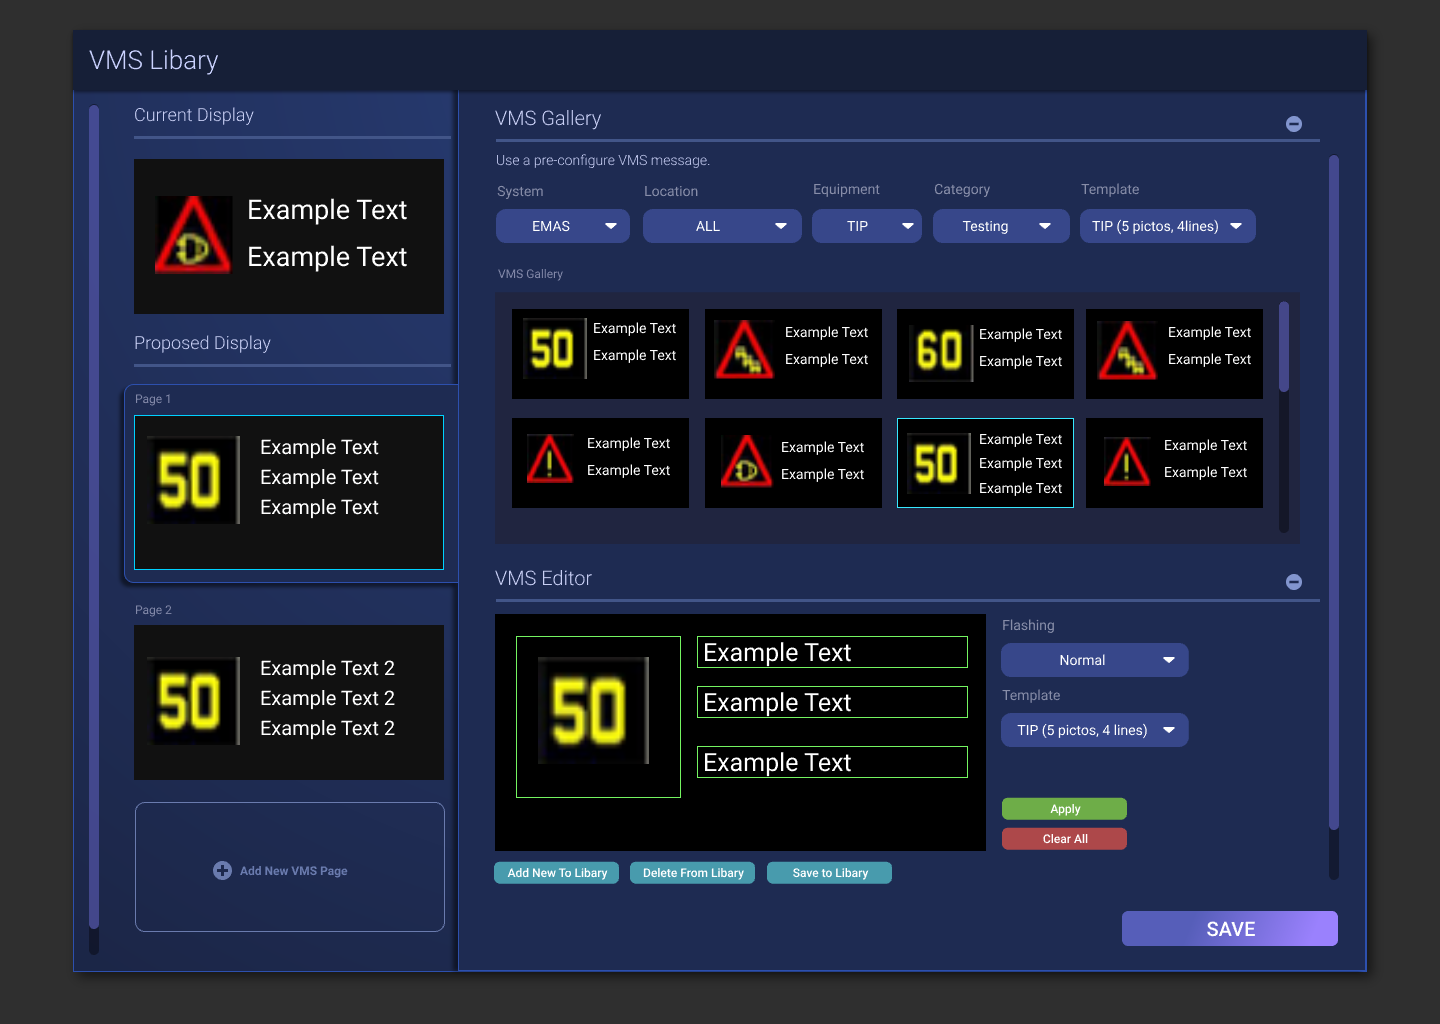 VMS Libary
Current Display
Example Text
Example Text
Proposed Display
Page 1
50
Example Text
Example Text
Example Text
Page 2
50
Example Text 2
Example Text 2
Example Text 2
Add New VMS Page
VMS Gallery
Use a pre-configure VMS message.
System
Location
Equipment
Category
Template
EMAS
ALL
TIP
Testing
TIP (5 pictos, 4lines)
VMS Gallery
50
Example Text
Example Text
Example Text
Example Text
60
Example Text
Example Text
Example Text
Example Text
!
Example Text
Example Text
Example Text
Example Text
50
Example Text
Example Text
Example Text
!
Example Text
Example Text
VMS Editor
50
Example Text
Example Text
Example Text
Flashing
Normal
Template
TIP (5 pictos, 4 lines)
Apply
Clear All
Add New To Libary
Delete From Libary
Save to Libary
SAVE